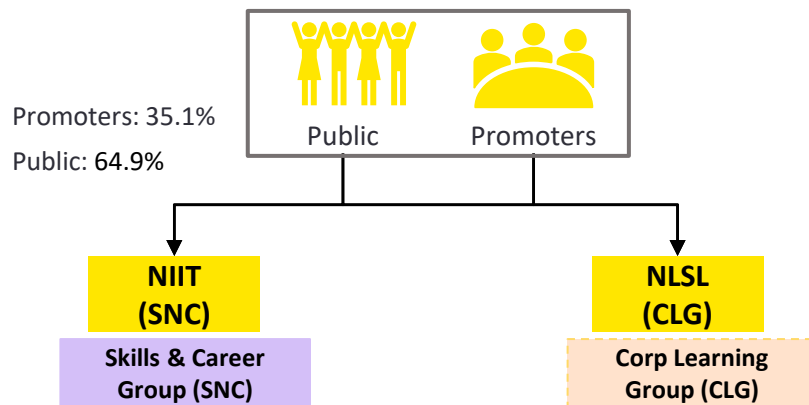 Promoters: 35.1%
Public: 64.9%
Public
Promoters
NIIT
(SNC)
NLSL
(CLG)
Skills & Career
Group (SNC)
Corp Learning
Group (CLG)